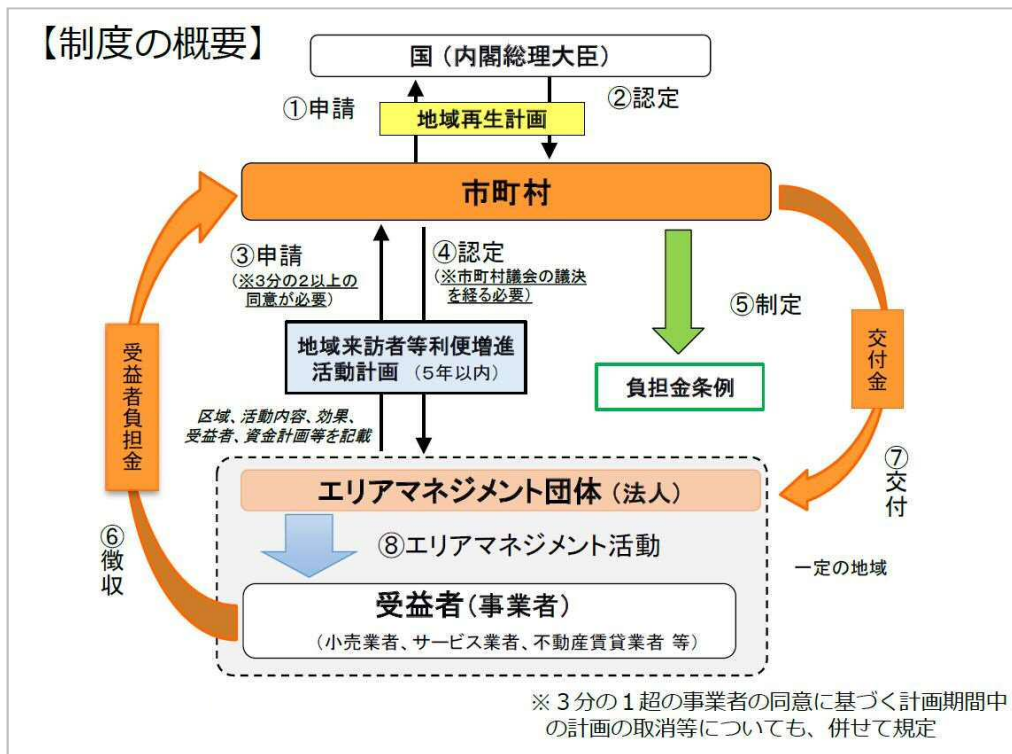 【制度の概要】
国（内閣総理大臣）
①申請
②認定
地域再生計画
市町村
③申請
（※3分の2以上の
同意が必要）
④認定
（※市町村議会の議決
を経る必要）
⑤制定
地域来訪者等利便増進
活動計画（5年以内）
負担金条例
受益者負担金
交付金
区域、活動内容、効果、
受益者、資金計画等を記載
エリアマネジメント団体（法人）
⑦交付
⑥徴収
⑧エリアマネジメント活動
一定の地域
受益者（事業者）
（小売業者、サービス業者、不動産賃貸業者 等）
※３分の１超の事業者の同意に基づく計画期間中
の計画の取消等についても、併せて規定